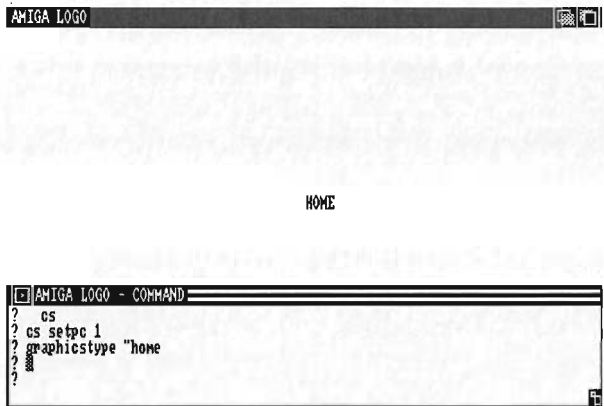 AMIGA LOGO
HOME
AMIGA LOGO - COMMAND
?   cs
? cs setpc 1
? graphicstype "home
?
?